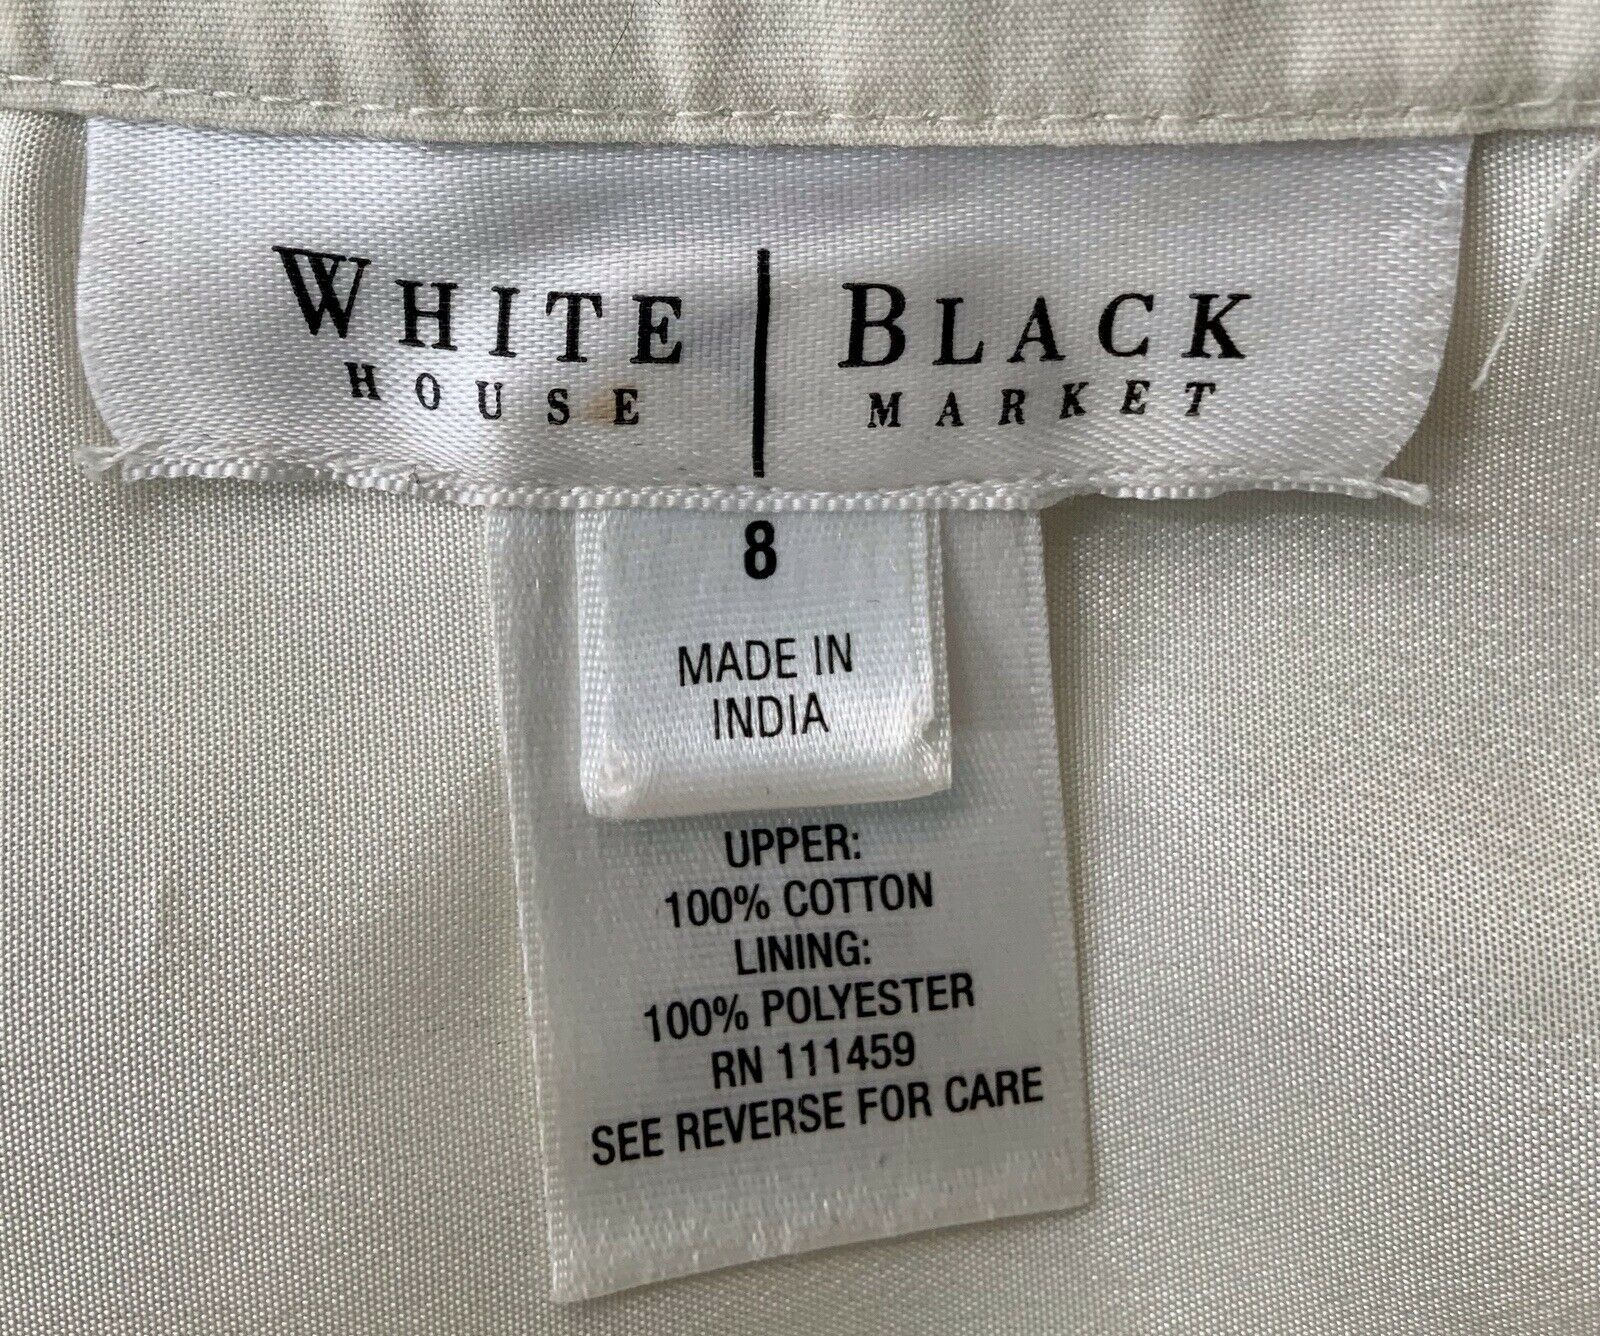 WHITE | BLACK
HOUSE | MARKET
8
MADE IN
INDIA
UPPER:
100% COTTON
LINING:
100% POLYESTER
RN 111459
SEE REVERSE FOR CARE